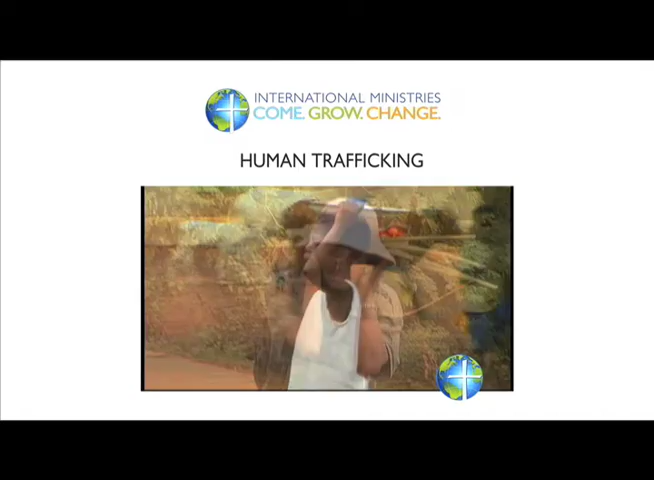 INTERNATIONAL MINISTRIES
COME. GROW. CHANGE.
HUMAN TRAFFICKING